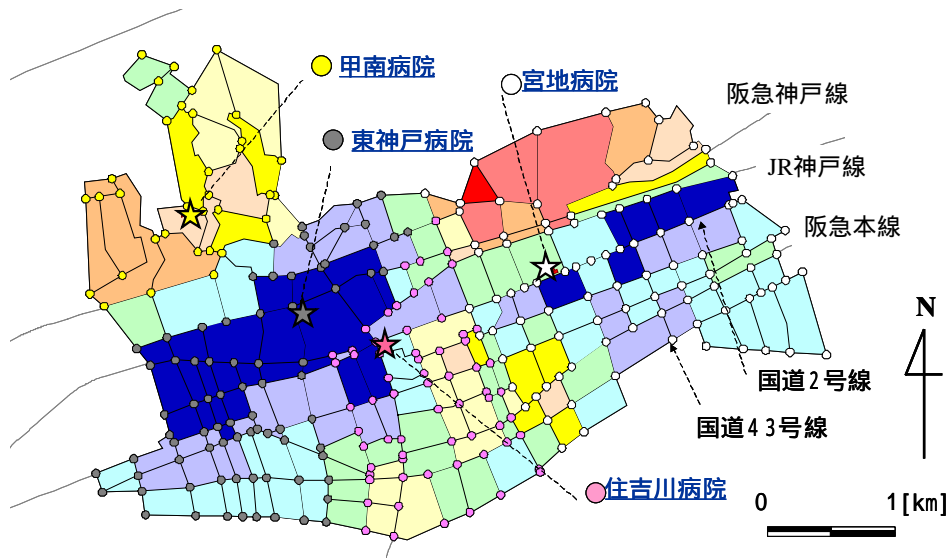 甲南病院
宮地病院
阪急神戸線
東神戸病院
JR神戸線
阪急本線
N
国道2号線
国道43号線
住吉川病院
0 1[km]